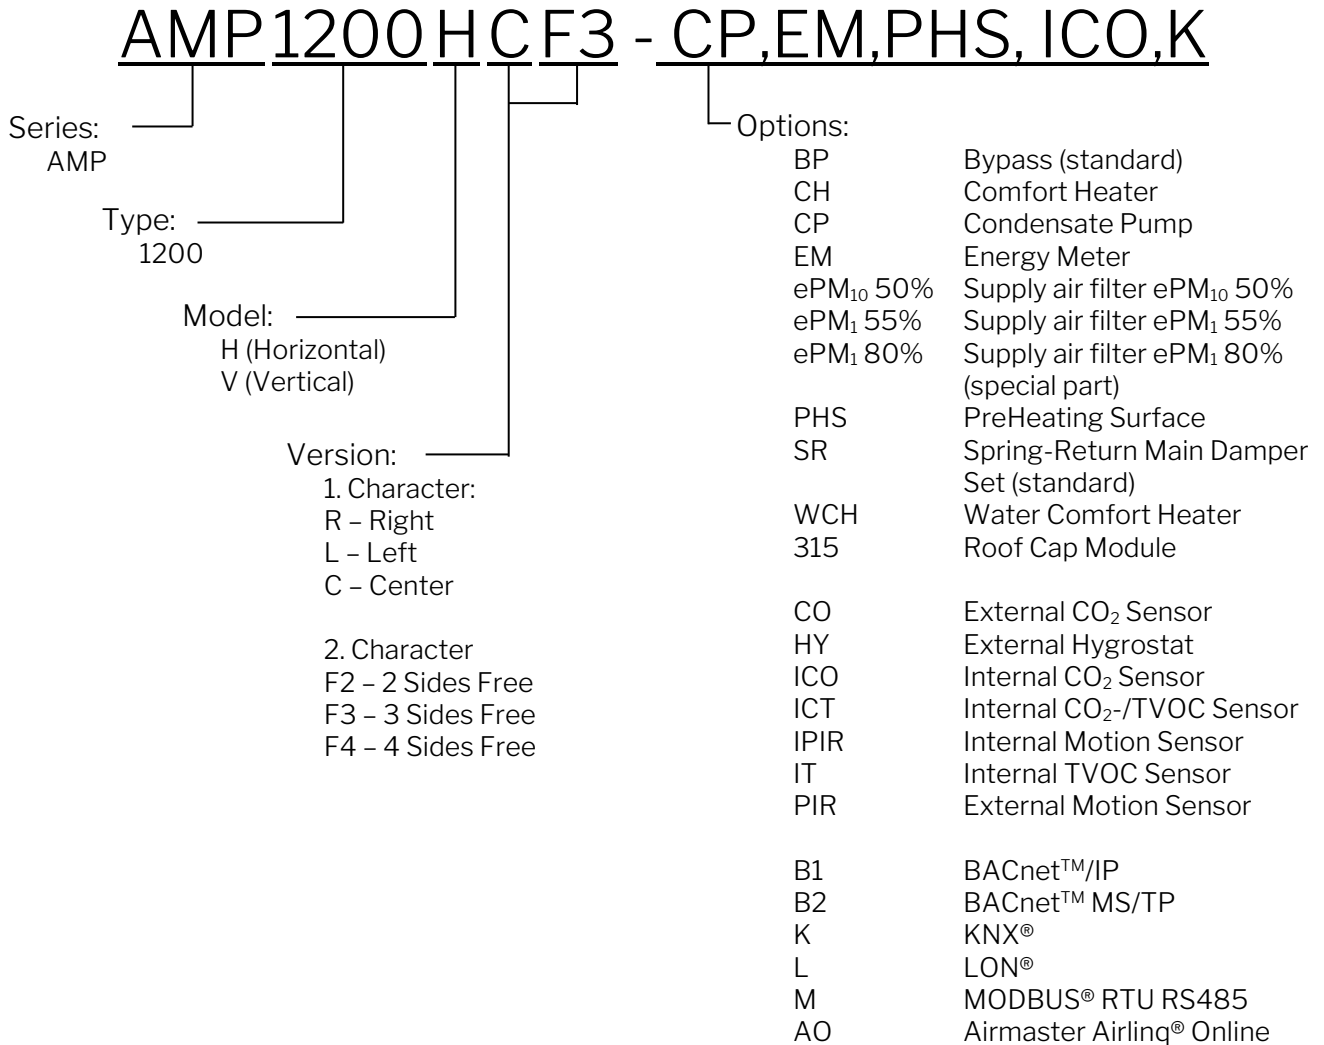 AMP1200HCF3 - CP,EM,PHS, ICO,K
Series:
AMP
Type:
1200
Model:
H (Horizontal)
V (Vertical)
Version:
1. Character:
R – Right
L – Left
C – Center
2. Character
F2 – 2 Sides Free
F3 – 3 Sides Free
F4 – 4 Sides Free
Options:
BP Bypass (standard)
CH Comfort Heater
CP Condensate Pump
EM Energy Meter
ePM₁₀ 50% Supply air filter ePM₁₀ 50%
ePM₁ 55% Supply air filter ePM₁ 55%
ePM₁ 80% Supply air filter ePM₁ 80%
(special part)
PHS PreHeating Surface
SR Spring-Return Main Damper
Set (standard)
WCH Water Comfort Heater
315 Roof Cap Module
CO External CO₂ Sensor
HY External Hygrostat
ICO Internal CO₂ Sensor
ICT Internal CO₂-/TVOC Sensor
IPIR Internal Motion Sensor
IT Internal TVOC Sensor
PIR External Motion Sensor
B1 BACnet™/IP
B2 BACnet™ MS/TP
K KNX®
L LON®
M MODBUS® RTU RS485
AO Airmaster Airlinq® Online